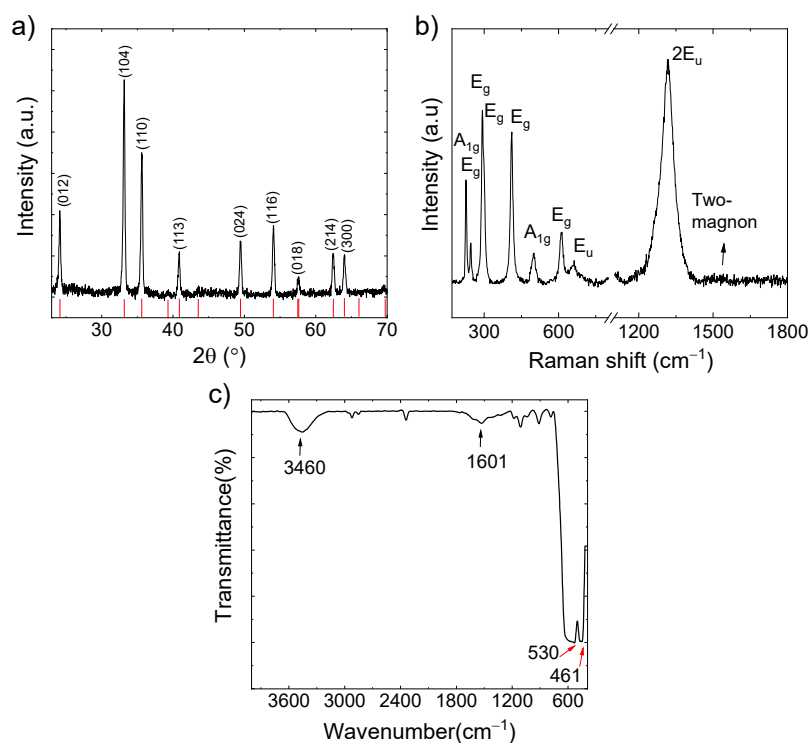 a)
Intensity (a.u.)
(012)
(104)
(110)
(113)
(024)
(116)
(018)
(214)
(300)
30 40 50 60 70
2θ (°)
b)
Intensity (a.u)
A1g
Eg
Eg
Eg
Eg
A1g
Eg
Eu
2Eu
Two-
magnon
300 600 1200 1500 1800
Raman shift (cm⁻¹)
c)
Transmittance(%)
3460
1601
530
461
3600 3000 2400 1800 1200 600
Wavenumber(cm⁻¹)